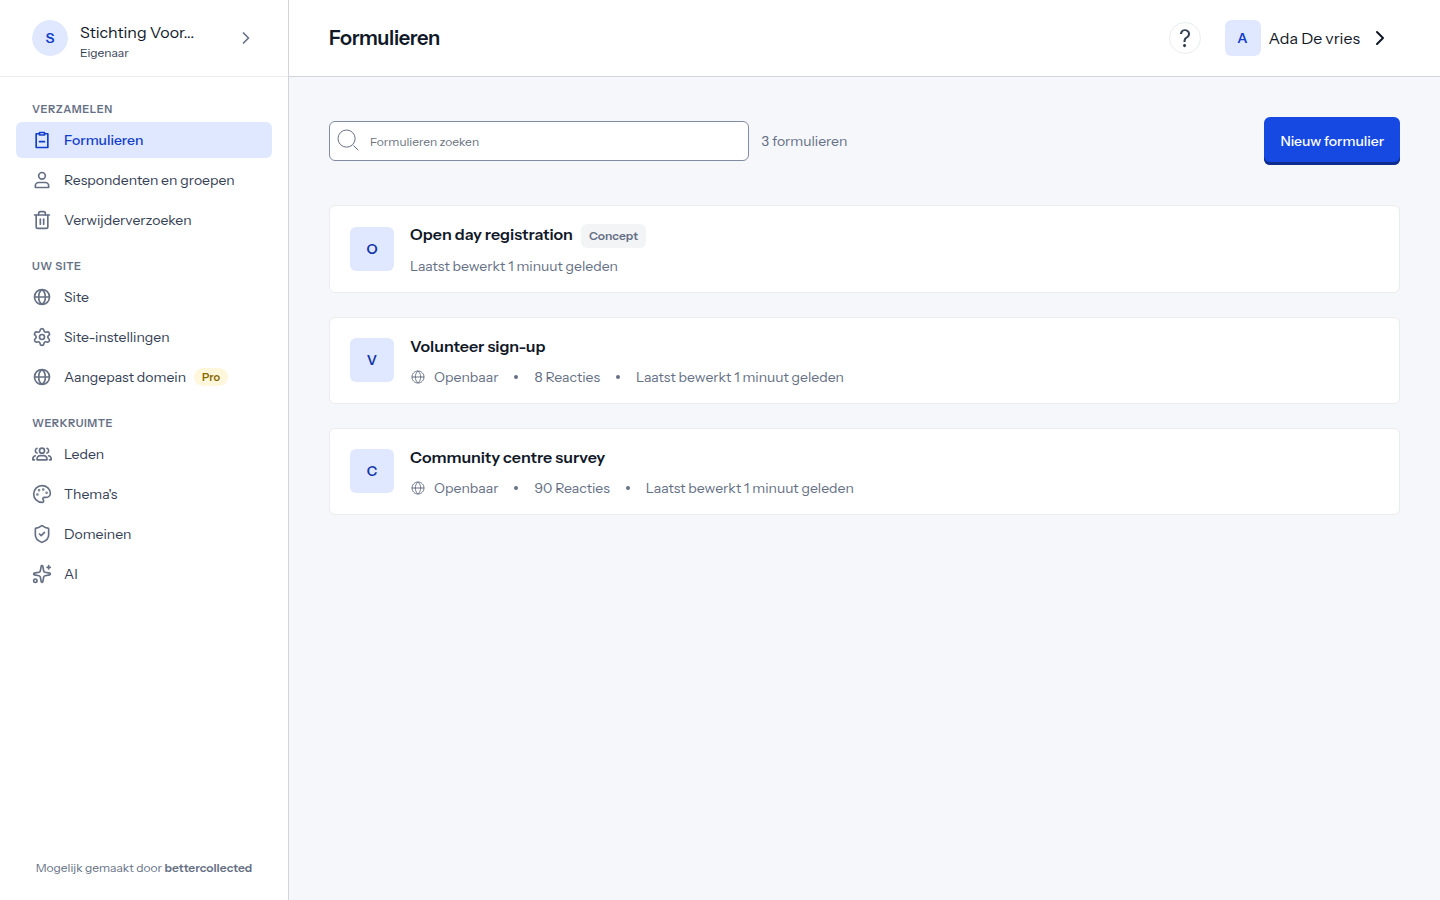 S
Stichting Voor...
Eigenaar
Formulieren
?
A
Ada De vries
VERZAMELEN
Formulieren
Respondenten en groepen
Verwijderverzoeken
UW SITE
Site
Site-instellingen
Aangepast domein Pro
WERKRUIMTE
Leden
Thema's
Domeinen
AI
Mogelijk gemaakt door bettercollected
Formulieren zoeken
3 formulieren
Nieuw formulier
O
Open day registration Concept
Laatst bewerkt 1 minuut geleden
V
Volunteer sign-up
Openbaar • 8 Reacties • Laatst bewerkt 1 minuut geleden
C
Community centre survey
Openbaar • 90 Reacties • Laatst bewerkt 1 minuut geleden